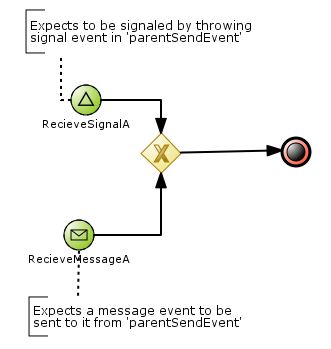 Expects to be signaled by throwing
signal event in 'parentSendEvent'
RecieveSignalA
RecieveMessageA
Expects a message event to be
sent to it from 'parentSendEvent'